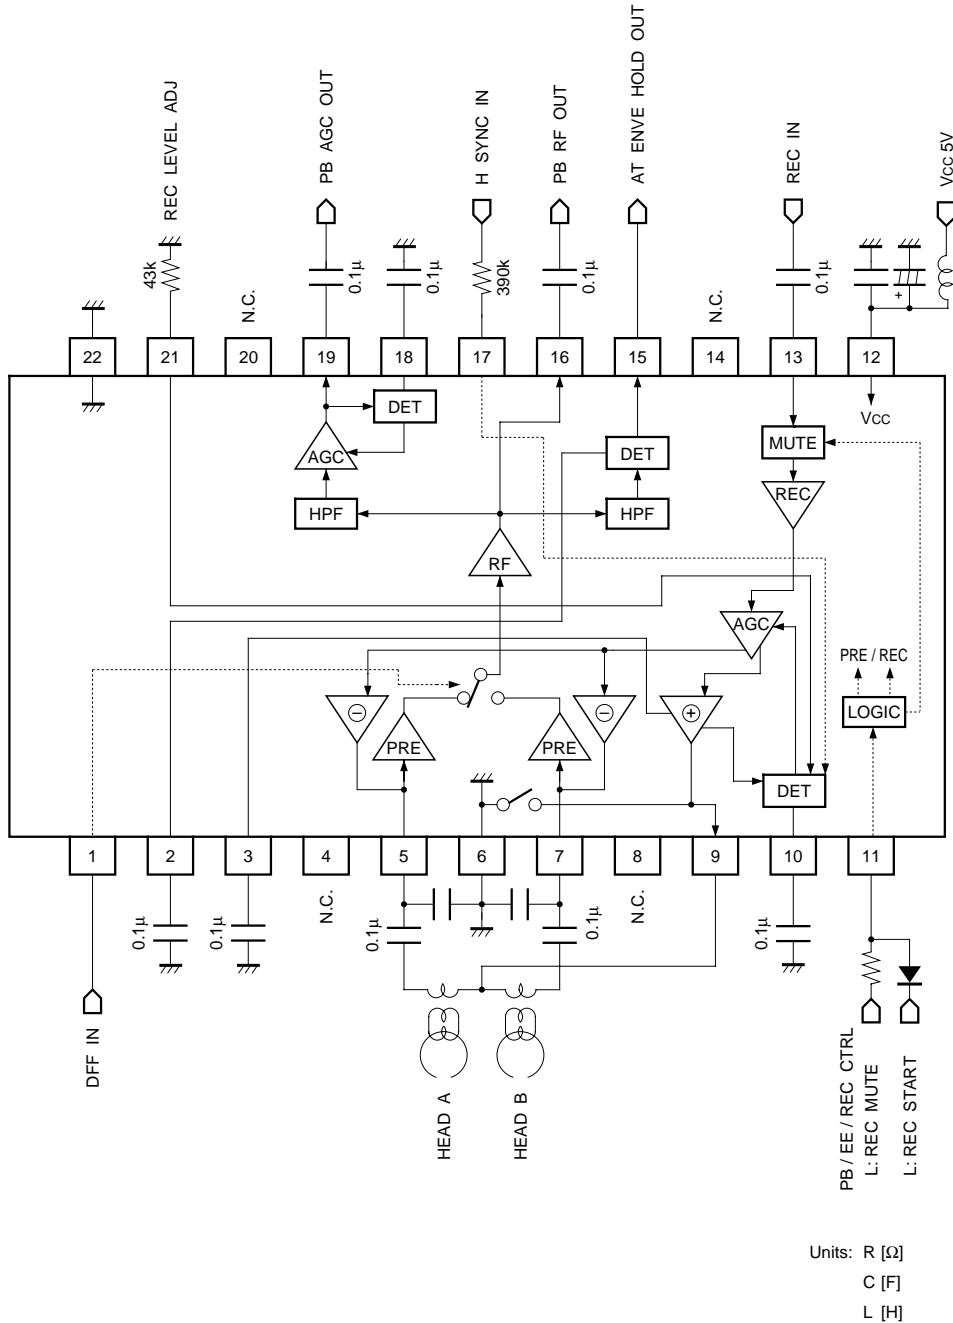 REC LEVEL ADJ
PB AGC OUT
H SYNC IN
PB RF OUT
AT ENVE HOLD OUT
REC IN
VCC 5V
43k
N.C.
0.1μ
0.1μ
390k
0.1μ
N.C.
0.1μ
+
22
21
20
19
18
17
16
15
14
13
12
DET
VCC
AGC
MUTE
DET
REC
HPF
HPF
RF
AGC
PRE / REC
−
−
+
LOGIC
PRE
PRE
DET
1
2
3
4
5
6
7
8
9
10
11
N.C.
N.C.
0.1μ
0.1μ
0.1μ
0.1μ
0.1μ
DFF IN
HEAD A
HEAD B
PB / EE / REC CTRL
L: REC MUTE
L: REC START
Units: R [Ω]
C [F]
L [H]